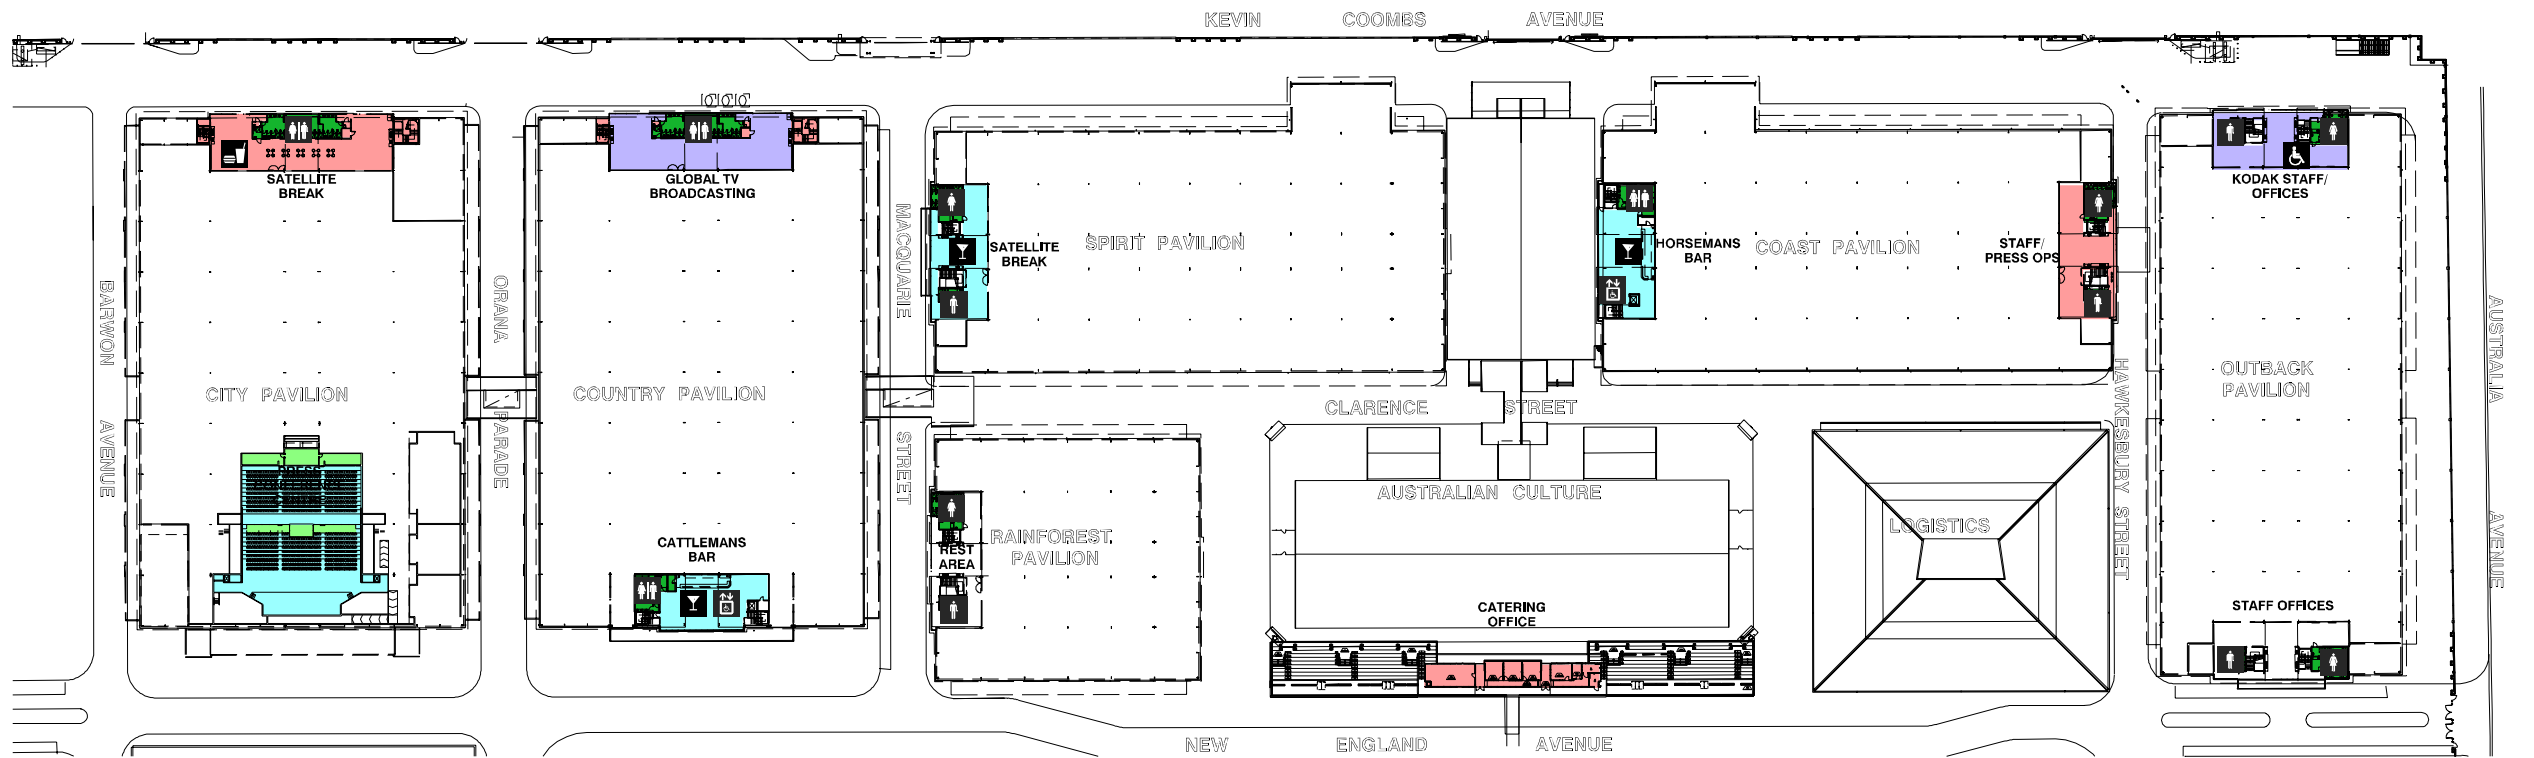 KEVIN COOMBS AVENUE
SATELLITE
BREAK
GLOBAL TV
BROADCASTING
KODAK STAFF/
OFFICES
MACQUARIE
STREET
SATELLITE
BREAK
SPIRIT PAVILION
HORSEMANS
BAR
COAST PAVILION
STAFF/
PRESS OPS
BARWON
AVENUE
ORANA
PARADE
CITY PAVILION
COUNTRY PAVILION
CLARENCE STREET
HAWKESBURY STREET
OUTBACK
PAVILION
AUSTRALIA
AVENUE
PRESS
AUSTRALIAN CULTURE
LOGISTICS
CATTLEMANS
BAR
REST
AREA
RAINFOREST
PAVILION
CATERING
OFFICE
STAFF OFFICES
NEW ENGLAND AVENUE